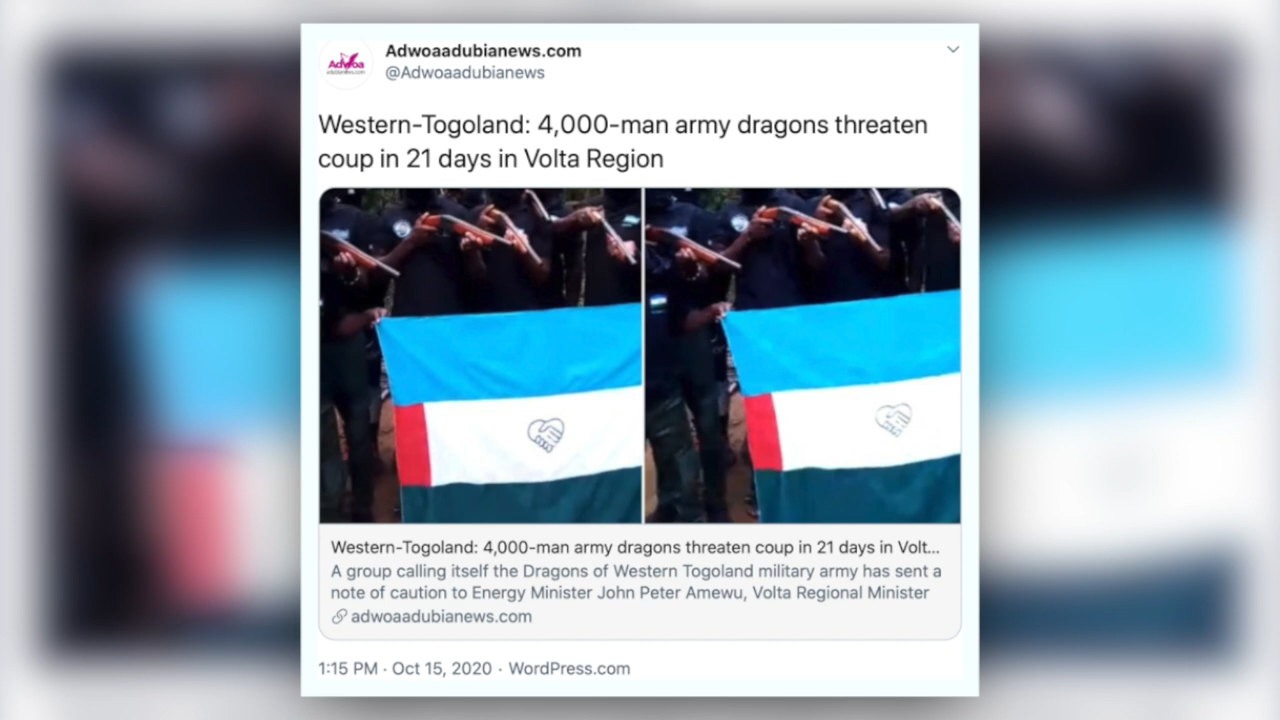 Adwoaadubianews.com
@Adwoaadubianews
Adwoa
adubianews.com
Western-Togoland: 4,000-man army dragons threaten
coup in 21 days in Volta Region
Western-Togoland: 4,000-man army dragons threaten coup in 21 days in Volt...
A group calling itself the Dragons of Western Togoland military army has sent a
note of caution to Energy Minister John Peter Amewu, Volta Regional Minister
adwoaadubianews.com
1:15 PM · Oct 15, 2020 · WordPress.com